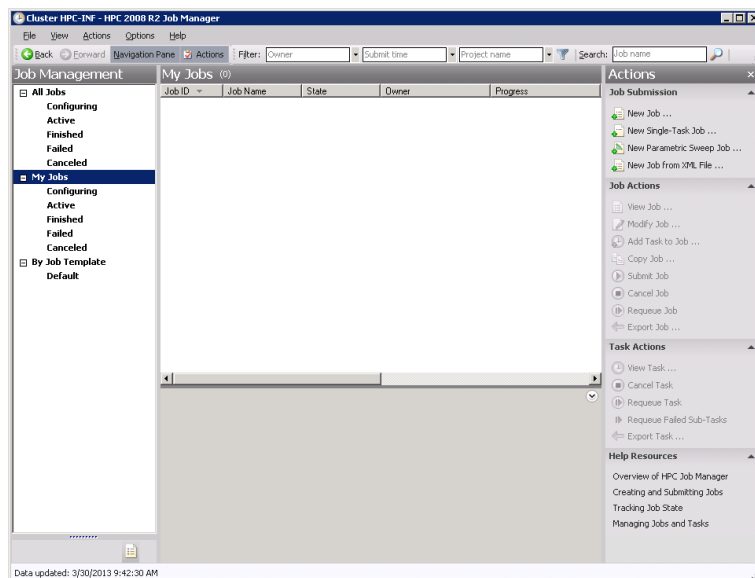 Cluster HPC-INF - HPC 2008 R2 Job Manager
File View Actions Options Help
Back Forward Navigation Pane Actions Filter: Owner Submit time Project name Search: Job name
Job Management
All Jobs
Configuring
Active
Finished
Failed
Canceled
My Jobs
Configuring
Active
Finished
Failed
Canceled
By Job Template
Default
My Jobs (0)
Job ID Job Name State Owner Progress
Actions
Job Submission
New Job ...
New Single-Task Job ...
New Parametric Sweep Job ...
New Job from XML File ...
Job Actions
View Job ...
Modify Job ...
Add Task to Job ...
Copy Job ...
Submit Job
Cancel Job
Requeue Job
Export Job ...
Task Actions
View Task ...
Cancel Task
Requeue Task
Requeue Failed Sub-Tasks
Export Task ...
Help Resources
Overview of HPC Job Manager
Creating and Submitting Jobs
Tracking Job State
Managing Jobs and Tasks
Data updated: 3/30/2013 9:42:30 AM